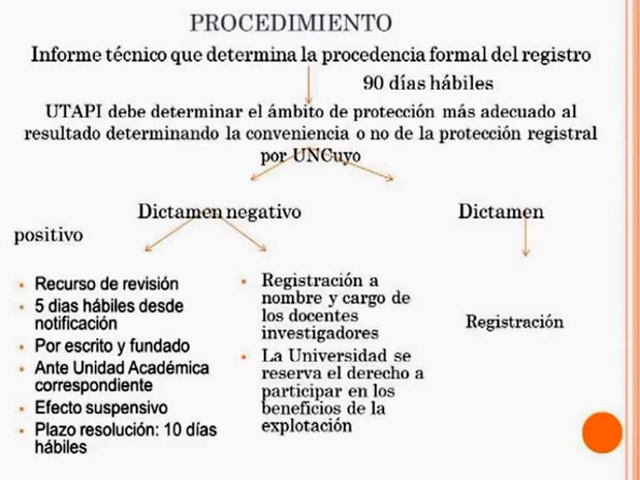 PROCEDIMIENTO
Informe técnico que determina la procedencia formal del registro
90 días hábiles
UTAPI debe determinar el ámbito de protección más adecuado al
resultado determinando la conveniencia o no de la protección registral
por UNCuyo
Dictamen negativo
Dictamen
positivo
Recurso de revisión
5 dias hábiles desde
notificación
Por escrito y fundado
Ante Unidad Académica
correspondiente
Efecto suspensivo
Plazo resolución: 10 días
hábiles
Registración a
nombre y cargo de
los docentes
investigadores
La Universidad se
reserva el derecho a
participar en los
beneficios de la
explotación
Registración